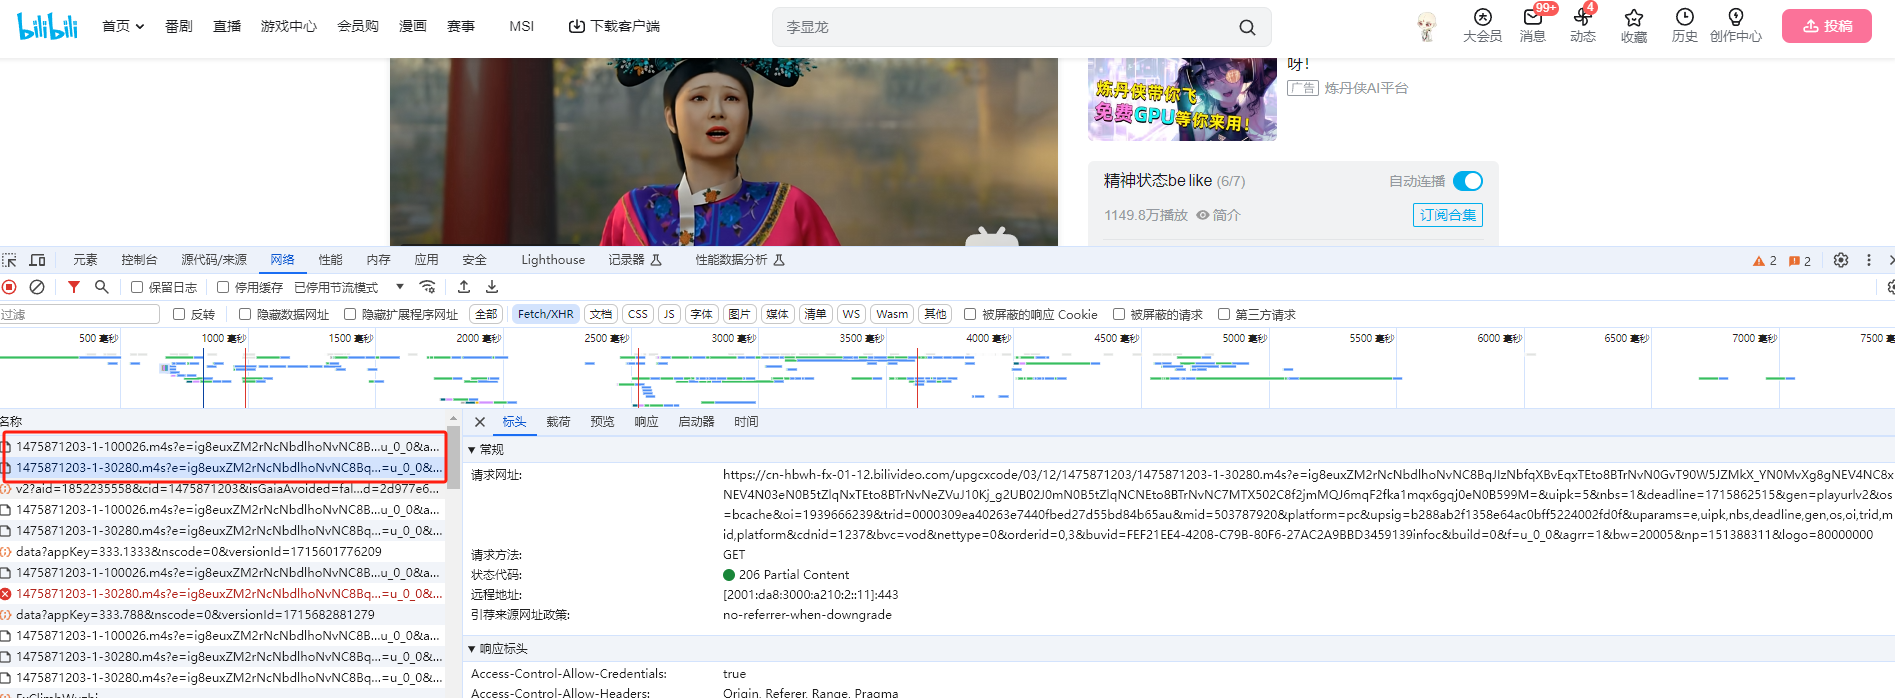 bilibili
首页
番剧
直播
游戏中心
会员购
漫画
赛事
MSI
下载客户端
李显龙
大会员
99+
消息
4
动态
收藏
历史
创作中心
投稿
炼丹侠带你飞
免费GPU等你来用!
呀!
广告 炼丹侠AI平台
精神状态be like (6/7)
自动连播
1149.8万播放 简介
订阅合集
元素 控制台 源代码/来源 网络 性能 内存 应用 安全 Lighthouse 记录器 性能数据分析
2 2
保留日志 停用缓存 已停用节流模式
过滤
反转 隐藏数据网址 隐藏扩展程序网址 全部 Fetch/XHR 文档 CSS JS 字体 图片 媒体 清单 WS Wasm 其他 被屏蔽的响应 Cookie 被屏蔽的请求 第三方请求
500 毫秒 1000 毫秒 1500 毫秒 2000 毫秒 2500 毫秒 3000 毫秒 3500 毫秒 4000 毫秒 4500 毫秒 5000 毫秒 5500 毫秒 6000 毫秒 6500 毫秒 7000 毫秒 7500
名称
1475871203-1-100026.m4s?e=ig8euxZM2rNcNbdlhoNvNC8B...u_0_0&a...
1475871203-1-30280.m4s?e=ig8euxZM2rNcNbdlhoNvNC8Bq...=u_0_0&...
v2?aid=1852235558&cid=1475871203&isGaiaAvoided=fal...d=2d977e6...
1475871203-1-100026.m4s?e=ig8euxZM2rNcNbdlhoNvNC8B...u_0_0&a...
1475871203-1-30280.m4s?e=ig8euxZM2rNcNbdlhoNvNC8Bq...=u_0_0&...
data?appKey=333.1333&nscode=0&versionId=1715601776209
1475871203-1-100026.m4s?e=ig8euxZM2rNcNbdlhoNvNC8B...u_0_0&a...
1475871203-1-30280.m4s?e=ig8euxZM2rNcNbdlhoNvNC8Bq...=u_0_0&...
data?appKey=333.788&nscode=0&versionId=1715682881279
1475871203-1-100026.m4s?e=ig8euxZM2rNcNbdlhoNvNC8B...u_0_0&a...
1475871203-1-30280.m4s?e=ig8euxZM2rNcNbdlhoNvNC8Bq...=u_0_0&...
1475871203-1-30280.m4s?e=ig8euxZM2rNcNbdlhoNvNC8Bq...=u_0_0&...
标头 载荷 预览 响应 启动器 时间
常规
请求网址:
https://cn-hbwh-fx-01-12.bilivideo.com/upgcxcode/03/12/1475871203/1475871203-1-30280.m4s?e=ig8euxZM2rNcNbdlhoNvNC8BqJIzNbfqXBvEqxTEto8BTrNvN0GvT90W5JZMkX_YN0MvXg8gNEV4NC8x
NEV4N03eN0B5tZlqNxTEto8BTrNvNeZVuJ10Kj_g2UB02J0mN0B5tZlqNCNEto8BTrNvNC7MTX502C8f2jmMQJ6mqF2fka1mqx6gqj0eN0B599M=&uipk=5&nbs=1&deadline=1715862515&gen=playurlv2&os
=bcache&oi=1939666239&trid=0000309ea40263e7440fbed27d55bd84b65au&mid=503787920&platform=pc&upsig=b288ab2f1358e64ac0bff5224002fd0f&uparams=e,uipk,nbs,deadline,gen,os,oi,trid,m
id,platform&cdnid=1237&bvc=vod&nettype=0&orderid=0,3&buvid=FEF21EE4-4208-C79B-80F6-27AC2A9BBD3459139infoc&build=0&f=u_0_0&agrr=1&bw=20005&np=151388311&logo=80000000
请求方法:
GET
状态代码:
206 Partial Content
远程地址:
[2001:da8:3000:a210:2::11]:443
引荐来源网址政策:
no-referrer-when-downgrade
响应标头
Access-Control-Allow-Credentials:
true
Access-Control-Allow-Headers:
Origin, Referer, Range, Pragma